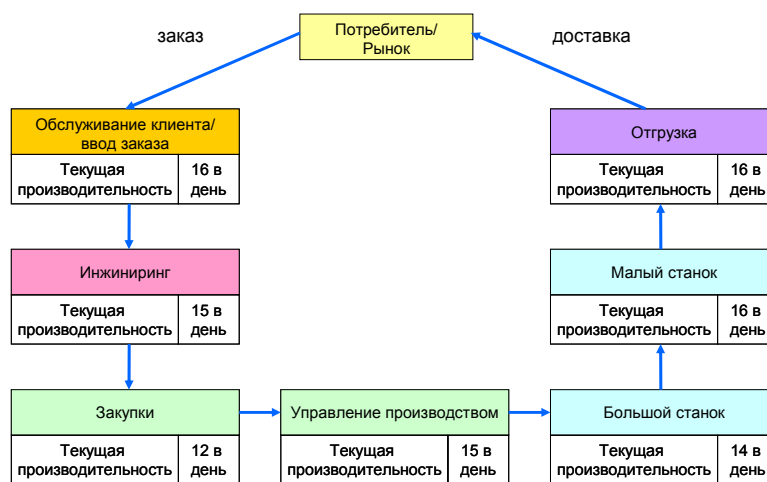 заказ
Потребитель/
Рынок
доставка
Обслуживание клиента/
ввод заказа
Текущая
производительность
16 в
день
Отгрузка
Текущая
производительность
16 в
день
Инжиниринг
Текущая
производительность
15 в
день
Малый станок
Текущая
производительность
16 в
день
Закупки
Текущая
производительность
12 в
день
Управление производством
Текущая
производительность
15 в
день
Большой станок
Текущая
производительность
14 в
день